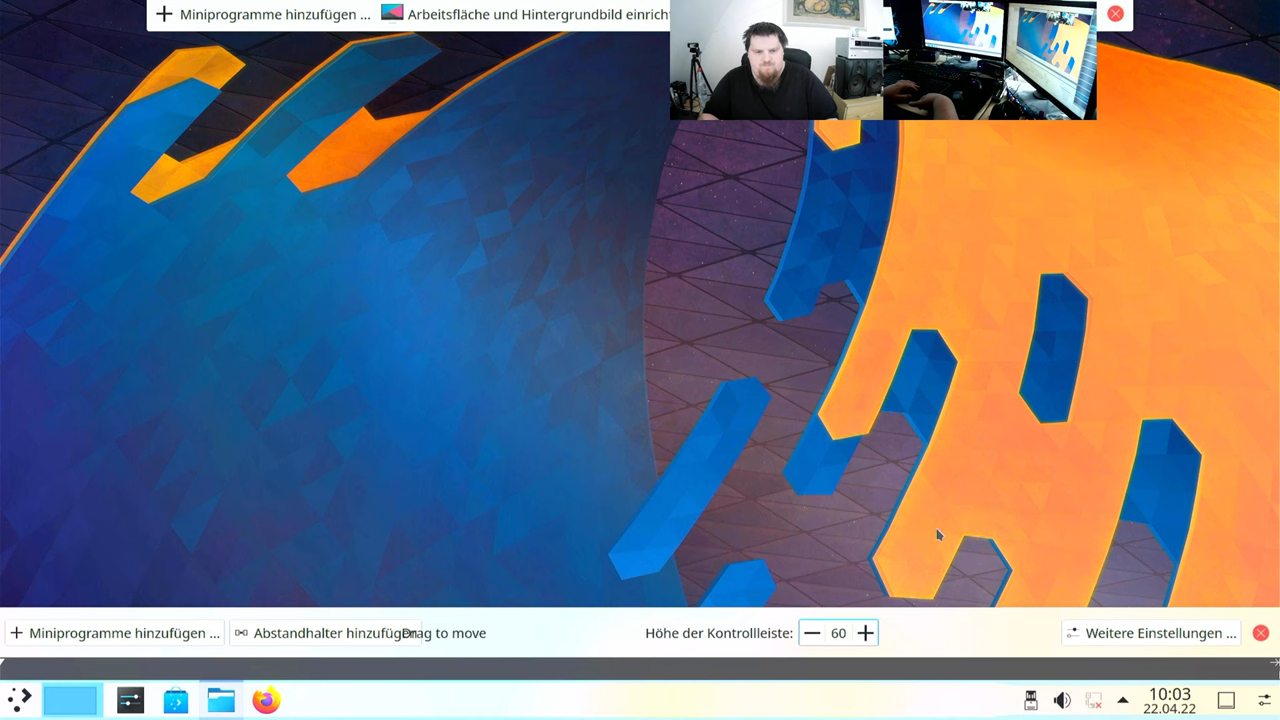 Miniprogramme hinzufügen ...
Arbeitsfläche und Hintergrundbild einrich
Miniprogramme hinzufügen ...
Abstandhalter hinzufügen
Drag to move
Höhe der Kontrollleiste:
60
Weitere Einstellungen ...
10:03
22.04.22